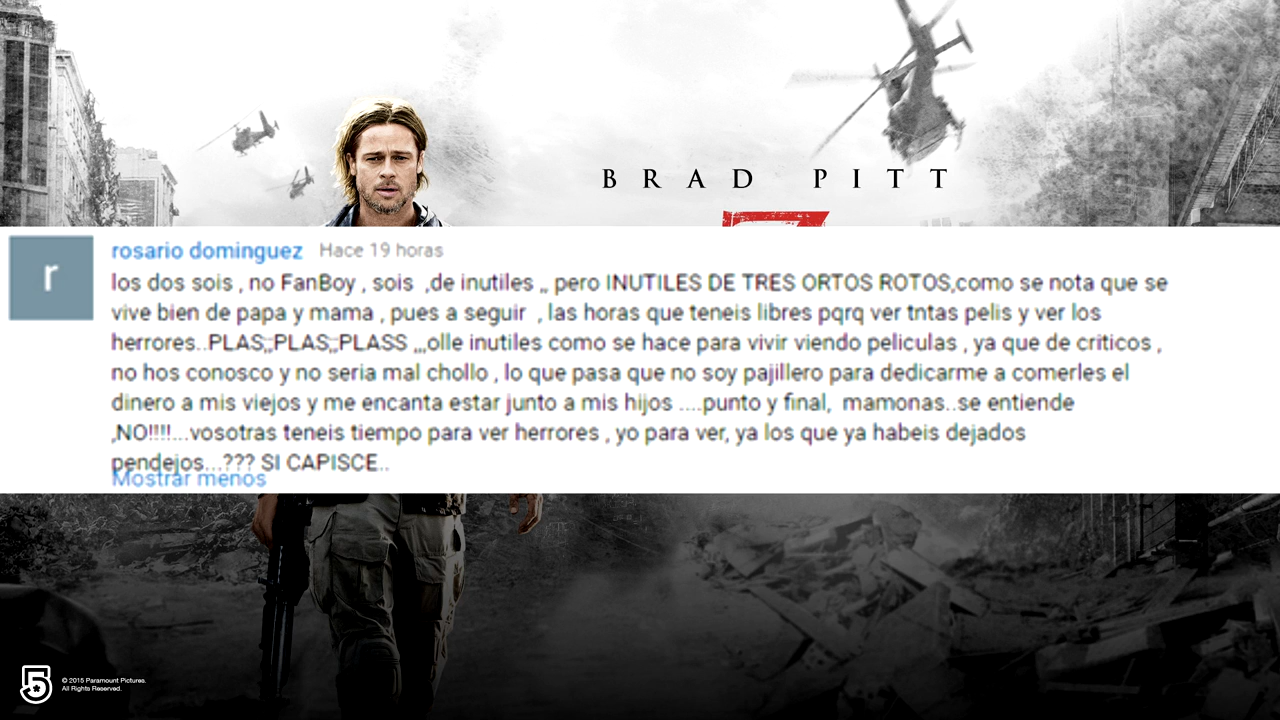 BRAD PITT
rosario dominguez Hace 19 horas
los dos sois , no FanBoy , sois ,de inutiles ,, pero INUTILES DE TRES ORTOS ROTOS,como se nota que se
vive bien de papa y mama , pues a seguir , las horas que teneis libres pqrq ver tntas pelis y ver los
herrores..PLAS;;PLAS;;PLASS ,,,olle inutiles como se hace para vivir viendo peliculas , ya que de criticos ,
no hos conosco y no seria mal chollo , lo que pasa que no soy pajillero para dedicarme a comerles el
dinero a mis viejos y me encanta estar junto a mis hijos ....punto y final, mamonas..se entiende
,NO!!!!...vosotras teneis tiempo para ver herrores , yo para ver, ya los que ya habeis dejados
pendejos...??? SI CAPISCE..
Mostrar menos
5 © 2015 Paramount Pictures.
All Rights Reserved.